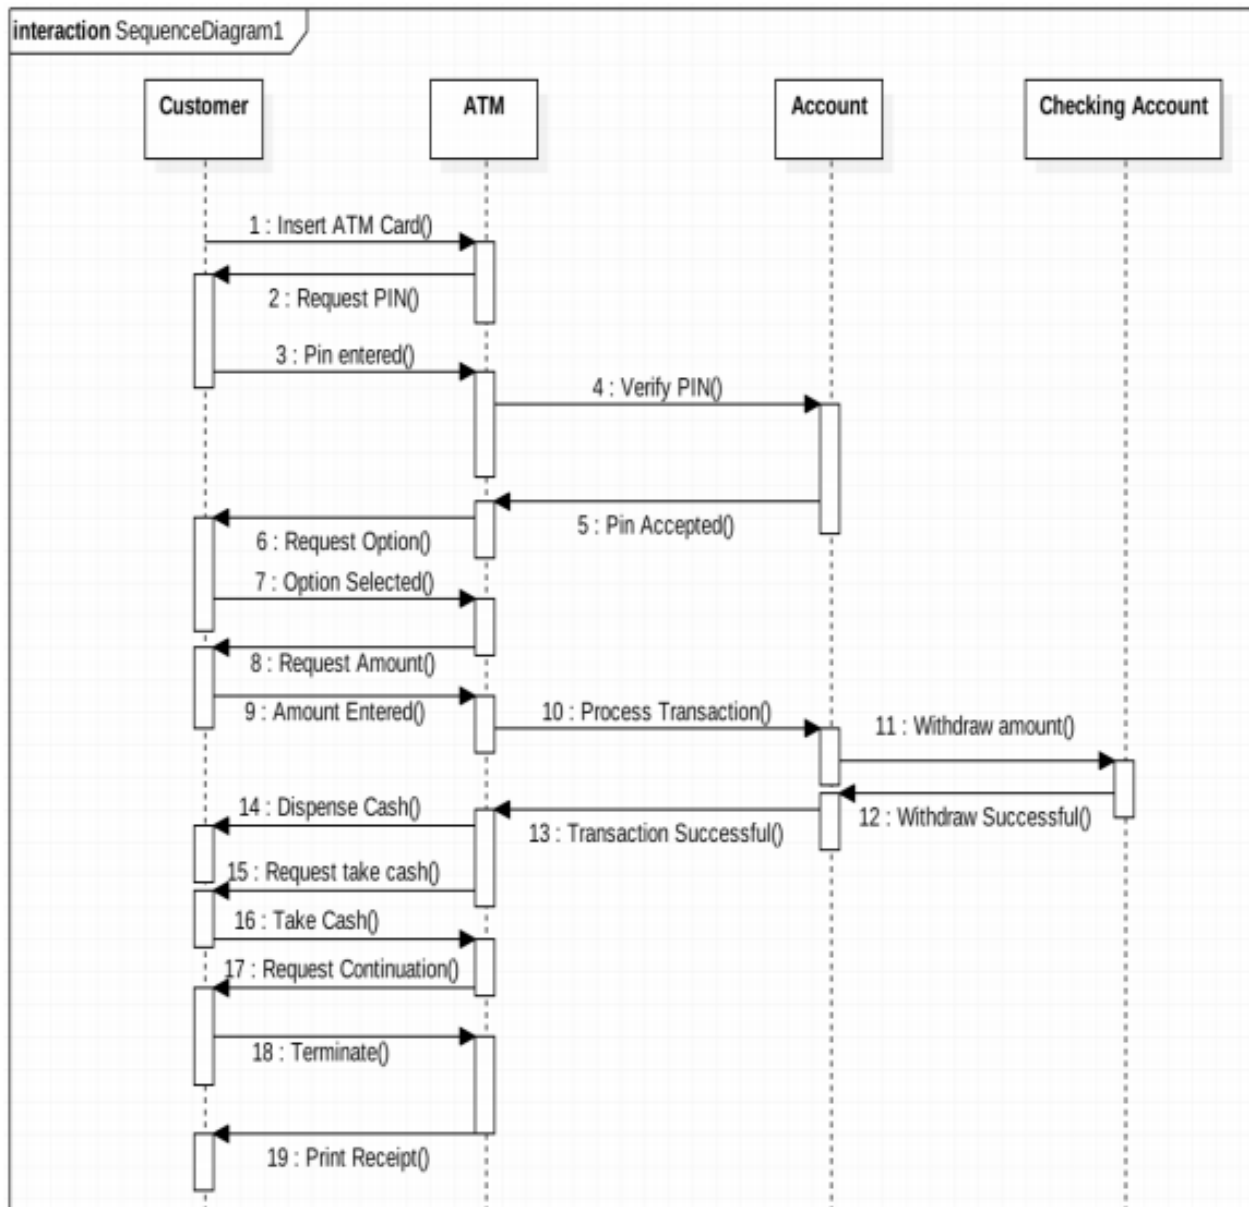 interaction SequenceDiagram1
Customer
ATM
Account
Checking Account
1 : Insert ATM Card()
2 : Request PIN()
3 : Pin entered()
4 : Verify PIN()
5 : Pin Accepted()
6 : Request Option()
7 : Option Selected()
8 : Request Amount()
9 : Amount Entered()
10 : Process Transaction()
11 : Withdraw amount()
12 : Withdraw Successful()
13 : Transaction Successful()
14 : Dispense Cash()
15 : Request take cash()
16 : Take Cash()
17 : Request Continuation()
18 : Terminate()
19 : Print Receipt()